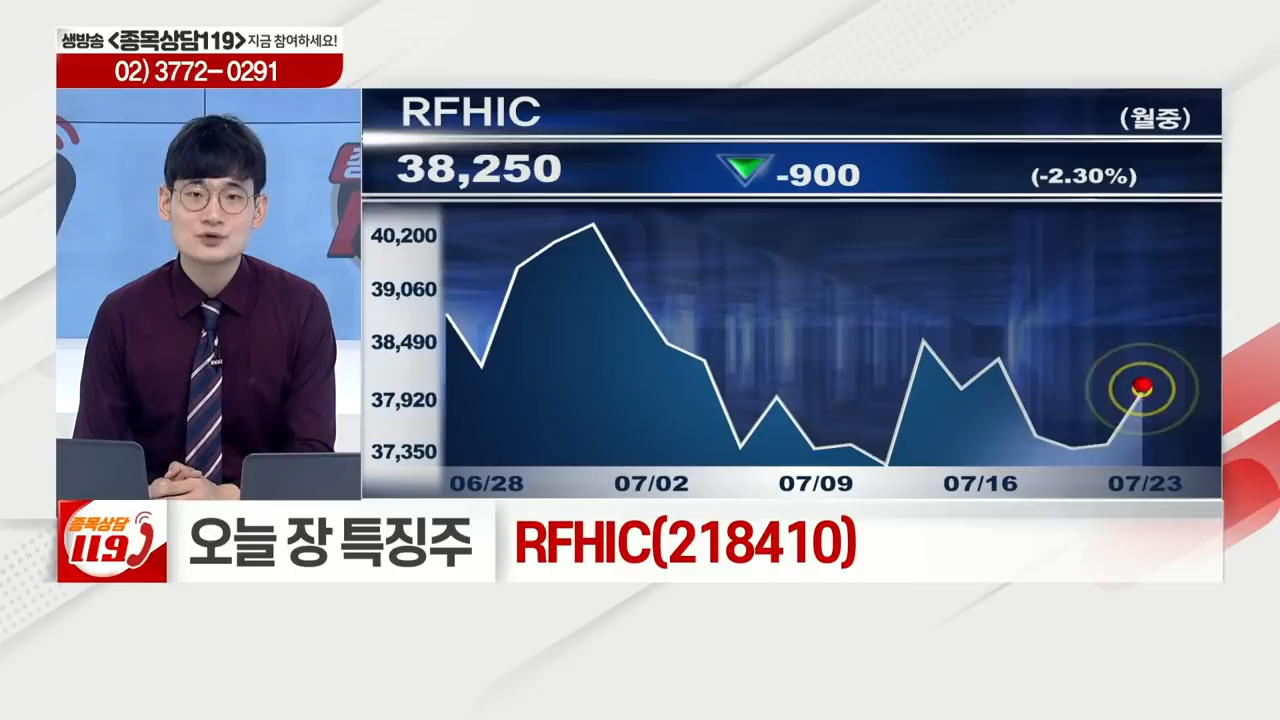 생방송 <종목상담119> 지금 참여하세요!
02) 3772-0291
RFHIC
(월중)
38,250
-900
(-2.30%)
40,200
39,060
38,490
37,920
37,350
06/28
07/02
07/09
07/16
07/23
종목상담
119
오늘 장 특징주
RFHIC(218410)